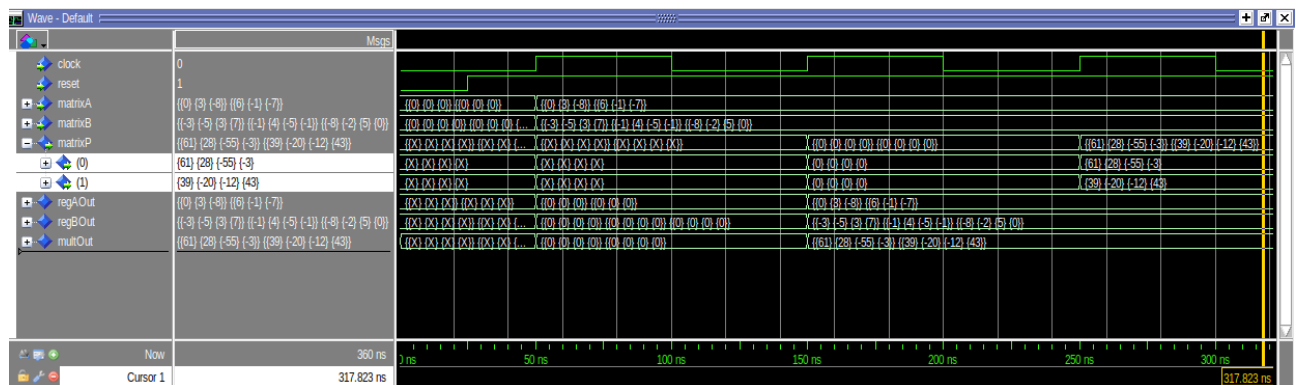 Wave - Default
Msgs
clock 0
reset 1
matrixA {{0} {3} {-8}} {{6} {-1} {-7}} {{0} {0} {0}} {{0} {0} {0}} {{0} {3} {-8}} {{6} {-1} {-7}}
matrixB {{-3} {-5} {3} {7}} {{-1} {4} {-5} {-1}} {{-8} {-2} {5} {0}} {{0} {0} {0} {0}} {{0} {0} {0} {... {{-3} {-5} {3} {7}} {{-1} {4} {-5} {-1}} {{-8} {-2} {5} {0}}
matrixP {{61} {28} {-55} {-3}} {{39} {-20} {-12} {43}} {{X} {X} {X} {X}} {{X} {X} {X} {... {{X} {X} {X} {X}} {{X} {X} {X} {X}} {{0} {0} {0} {0}} {{0} {0} {0} {0}} {{61} {28} {-55} {-3}} {{39} {-20} {-12} {43}}
(0) {61} {28} {-55} {-3} {X} {X} {X} {X} {X} {X} {X} {X} {0} {0} {0} {0} {61} {28} {-55} {-3}
(1) {39} {-20} {-12} {43} {X} {X} {X} {X} {X} {X} {X} {X} {0} {0} {0} {0} {39} {-20} {-12} {43}
regAOut {{0} {3} {-8}} {{6} {-1} {-7}} {{X} {X} {X}} {{X} {X} {X}} {{0} {0} {0}} {{0} {0} {0}} {{0} {3} {-8}} {{6} {-1} {-7}}
regBOut {{-3} {-5} {3} {7}} {{-1} {4} {-5} {-1}} {{-8} {-2} {5} {0}} {{X} {X} {X} {X}} {{X} {X} {... {{0} {0} {0} {0}} {{0} {0} {0} {0}} {{0} {0} {0} {0}} {{-3} {-5} {3} {7}} {{-1} {4} {-5} {-1}} {{-8} {-2} {5} {0}}
multOut {{61} {28} {-55} {-3}} {{39} {-20} {-12} {43}} {{X} {X} {X} {X}} {{X} {X} {X} {... {{0} {0} {0} {0}} {{0} {0} {0} {0}} {{61} {28} {-55} {-3}} {{39} {-20} {-12} {43}}
Now 360 ns
50 ns 100 ns 150 ns 200 ns 250 ns 300 ns
Cursor 1 317.823 ns 317.823 ns